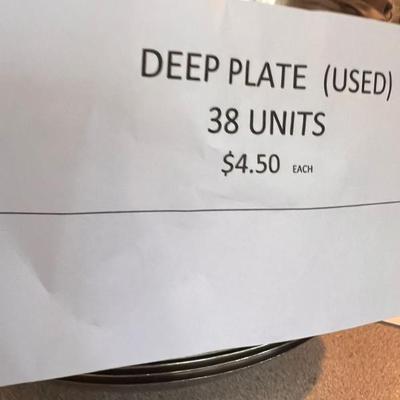 DEEP PLATE (USED)
38 UNITS
$4.50 EACH